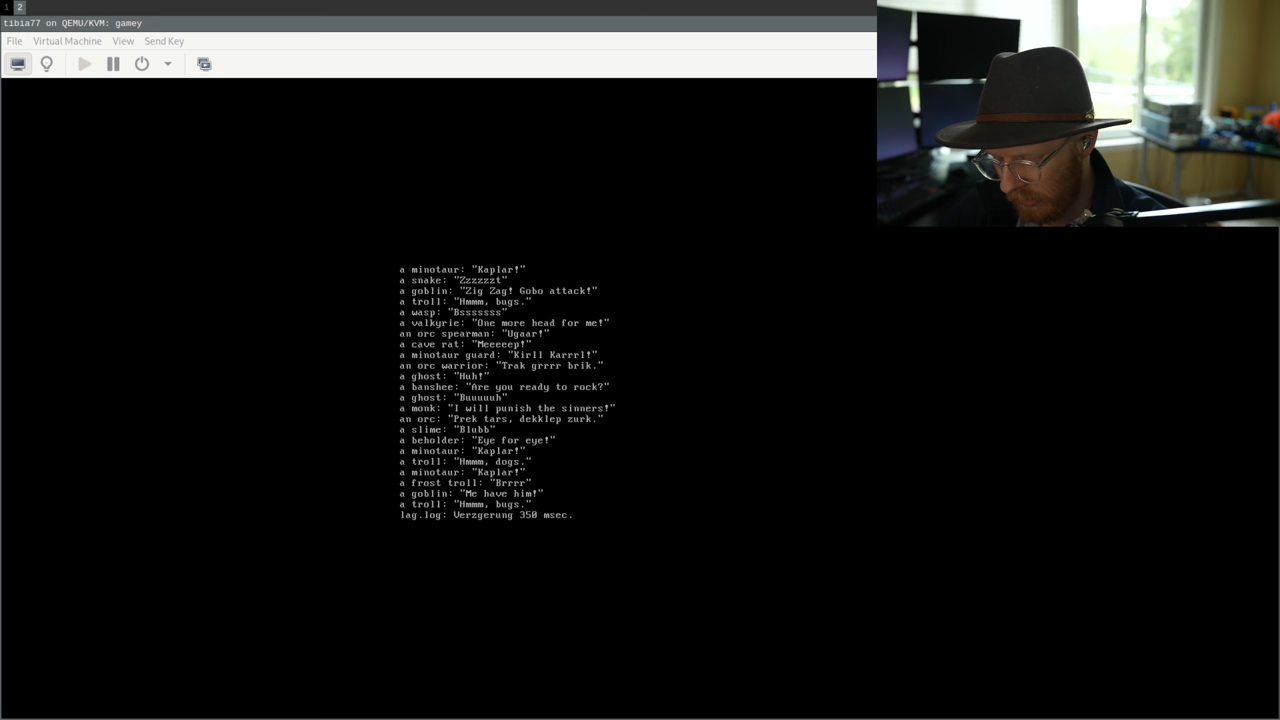 1 2
tibia77 on QEMU/KVM: gamey
File Virtual Machine View Send Key
a minotaur: "Kaplar!"
a snake: "Zzzzzzt"
a goblin: "Zig Zag! Gobo attack!"
a troll: "Hmmm, bugs."
a wasp: "Bsssssss"
a valkyrie: "One more head for me!"
an orc spearman: "Ugaar!"
a cave rat: "Meeeeep!"
a minotaur guard: "Kirll Karrrl!"
an orc warrior: "Trak grrrr brik."
a ghost: "Huh!"
a banshee: "Are you ready to rock?"
a ghost: "Buuuuuh"
a monk: "I will punish the sinners!"
an orc: "Prek tars, dekklep zurk."
a slime: "Blubb"
a beholder: "Eye for eye!"
a minotaur: "Kaplar!"
a troll: "Hmmm, dogs."
a minotaur: "Kaplar!"
a frost troll: "Brrrr"
a goblin: "Me have him!"
a troll: "Hmmm, bugs."
lag.log: Verzgerung 350 msec.